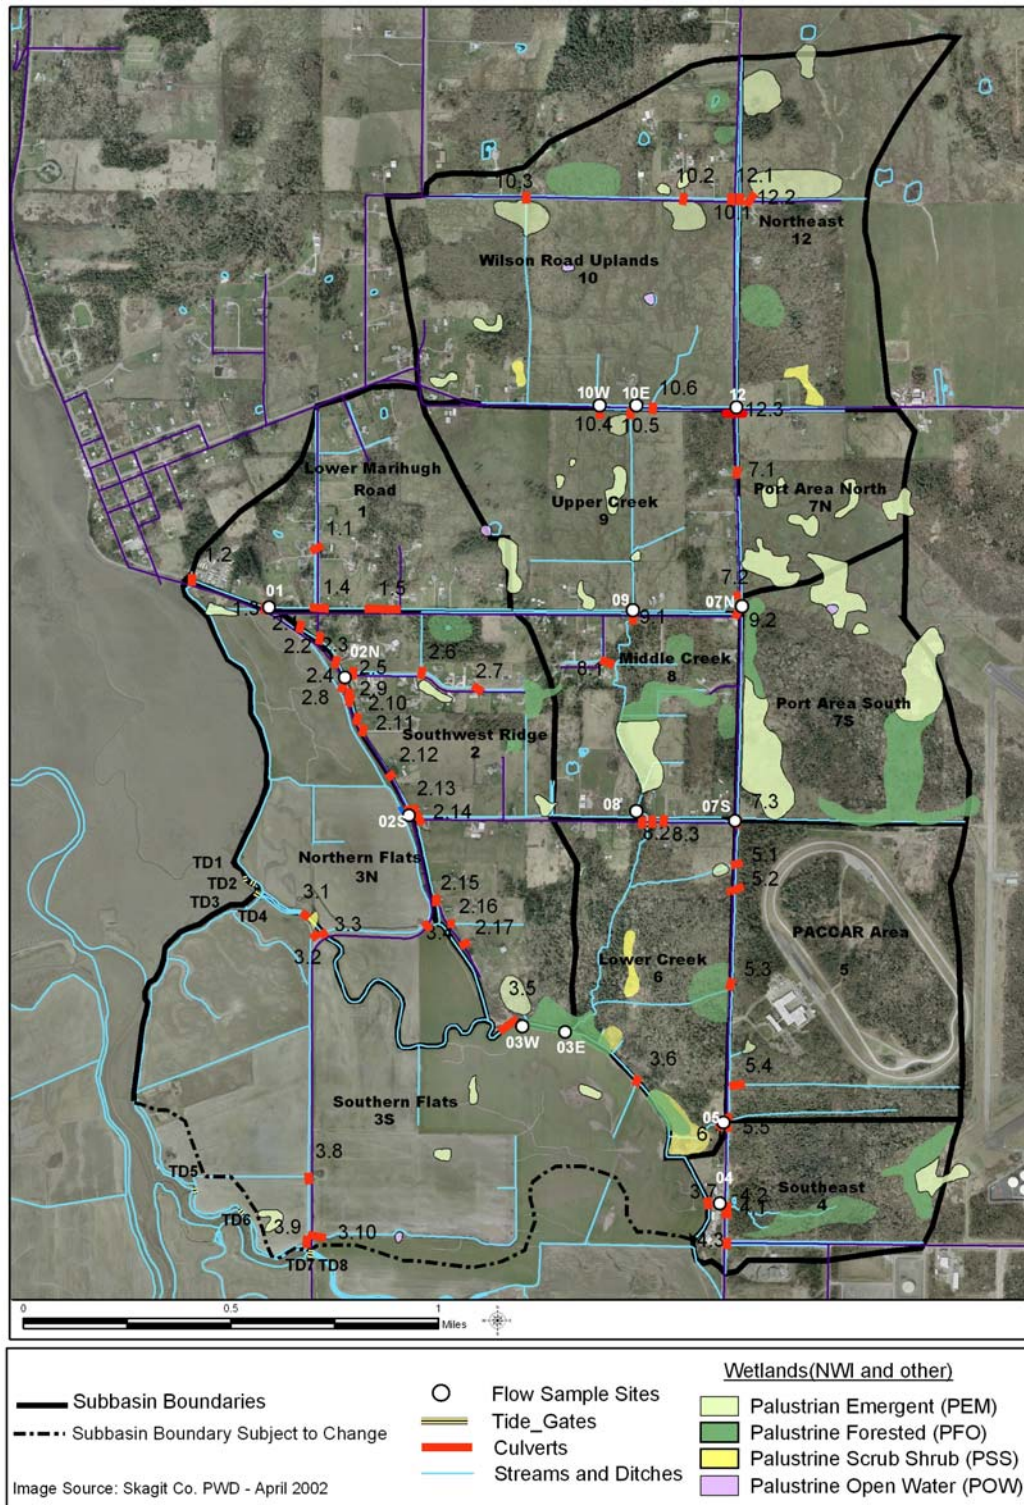 10.3
10.2
12.1
12.2
10.1
Northeast
12
Wilson Road Uplands
10
10W
10E
10.6
12
10.4
10.5
12.3
Lower Marihugh
Road
1
7.1
Upper Creek
9
Port Area North
7N
1.1
1.2
01
1.4
1.5
1.3
09
9.1
7.2
07N
9.2
2.2
2.3
02N
2.4
2.5
2.6
2.7
8.1
Middle Creek
8
2.8
2.9
2.10
2.11
Southwest Ridge
2
Port Area South
7S
2.12
2.13
02S
2.14
08
8.2
8.3
07S
7.3
Northern Flats
3N
5.1
5.2
TD1
TD2
TD3
TD4
3.1
3.3
3.2
3.4
2.15
2.16
2.17
PACCAR Area
5
Lower Creek
6
5.3
3.5
03W
03E
3.6
5.4
Southern Flats
3S
05
5.5
3.8
04
3.7
4.2
4.1
Southeast
4
TD5
TD6
3.9
3.10
4.3
TD7 TD8
0 0.5 1
Miles
Subbasin Boundaries
Subbasin Boundary Subject to Change
Image Source: Skagit Co. PWD - April 2002
Flow Sample Sites
Tide_Gates
Culverts
Streams and Ditches
Wetlands(NWI and other)
Palustrian Emergent (PEM)
Palustrine Forested (PFO)
Palustrine Scrub Shrub (PSS)
Palustrine Open Water (POW)